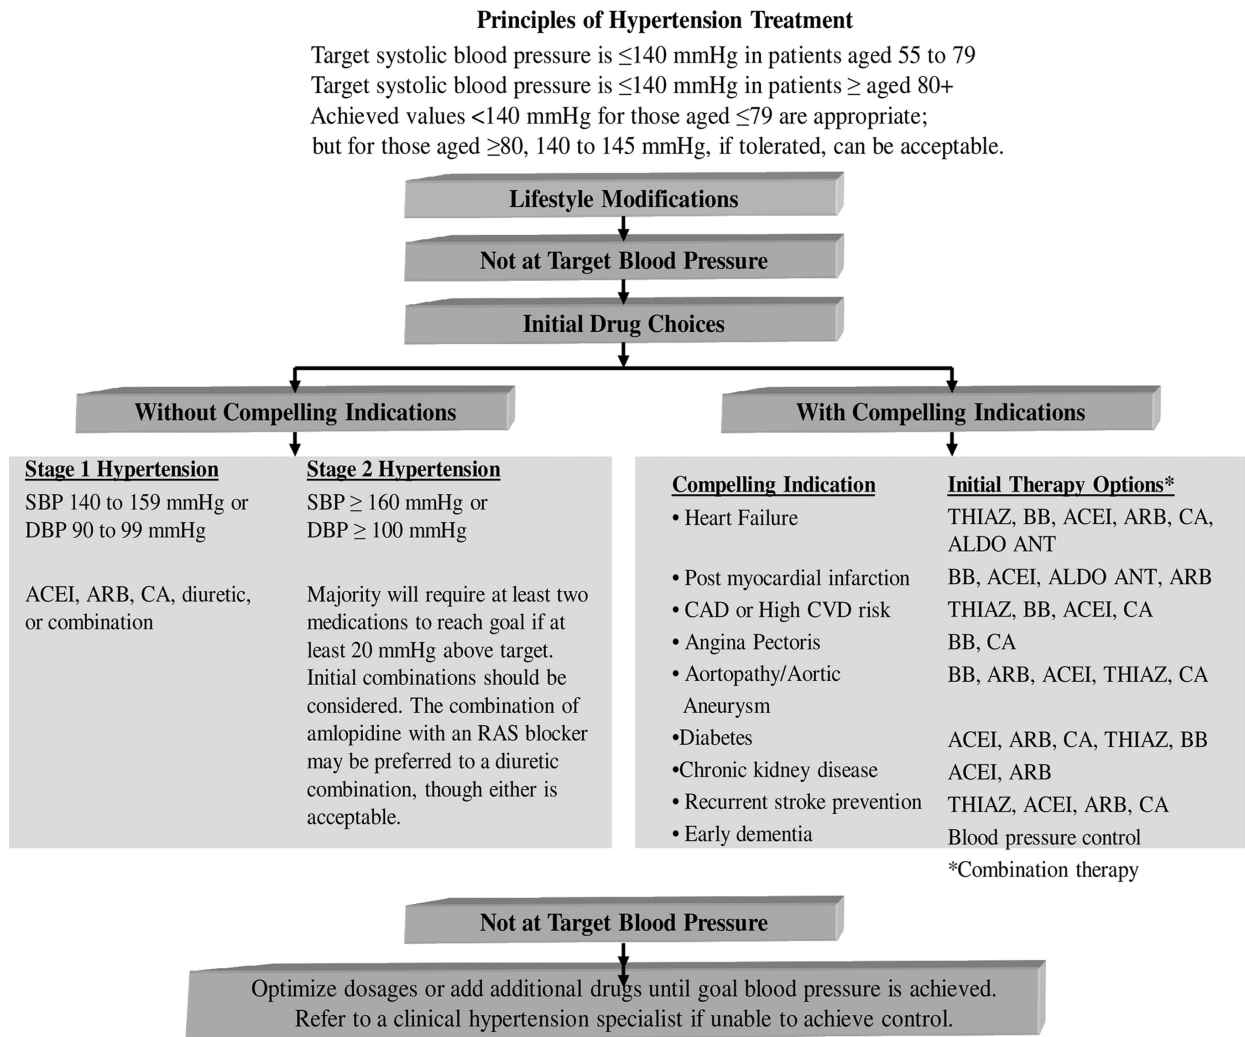 Principles of Hypertension Treatment
Target systolic blood pressure is ≤140 mmHg in patients aged 55 to 79
Target systolic blood pressure is ≤140 mmHg in patients ≥ aged 80+
Achieved values <140 mmHg for those aged ≤79 are appropriate;
but for those aged ≥80, 140 to 145 mmHg, if tolerated, can be acceptable.
Lifestyle Modifications
Not at Target Blood Pressure
Initial Drug Choices
Without Compelling Indications
Stage 1 Hypertension
SBP 140 to 159 mmHg or
DBP 90 to 99 mmHg
ACEI, ARB, CA, diuretic,
or combination
Stage 2 Hypertension
SBP ≥ 160 mmHg or
DBP ≥ 100 mmHg
Majority will require at least two
medications to reach goal if at
least 20 mmHg above target.
Initial combinations should be
considered. The combination of
amlopidine with an RAS blocker
may be preferred to a diuretic
combination, though either is
acceptable.
With Compelling Indications
Compelling Indication Initial Therapy Options*
• Heart Failure THIAZ, BB, ACEI, ARB, CA,
ALDO ANT
• Post myocardial infarction BB, ACEI, ALDO ANT, ARB
• CAD or High CVD risk THIAZ, BB, ACEI, CA
• Angina Pectoris BB, CA
• Aortopathy/Aortic BB, ARB, ACEI, THIAZ, CA
Aneurysm
•Diabetes ACEI, ARB, CA, THIAZ, BB
•Chronic kidney disease ACEI, ARB
• Recurrent stroke prevention THIAZ, ACEI, ARB, CA
• Early dementia Blood pressure control
*Combination therapy
Not at Target Blood Pressure
Optimize dosages or add additional drugs until goal blood pressure is achieved.
Refer to a clinical hypertension specialist if unable to achieve control.